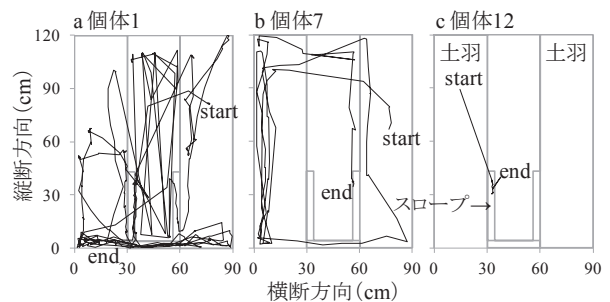 a 個体1
b 個体7
c 個体12
縦断方向(cm)
120
90
60
30
0
start
end
start
end
土羽
土羽
start
end
スロープ→
0 30 60 90
0 30 60 90
0 30 60 90
横断方向(cm)